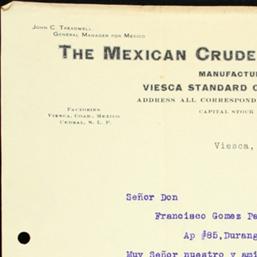 JOHN C. TREADWELL,
GENERAL MANAGER FOR MEXICO
THE MEXICAN CRUDE
MANUFACTU
VIESCA STANDARD C
ADDRESS ALL CORRESPOND
CAPITAL STOCK
FACTORIES
VIESCA, COAH., MEXICO
CEDRAL, S. L. P.
Viesca,
Señor Don
Francisco Gomez Pa
Ap #85, Durang
Muy Señor nuestro y ami